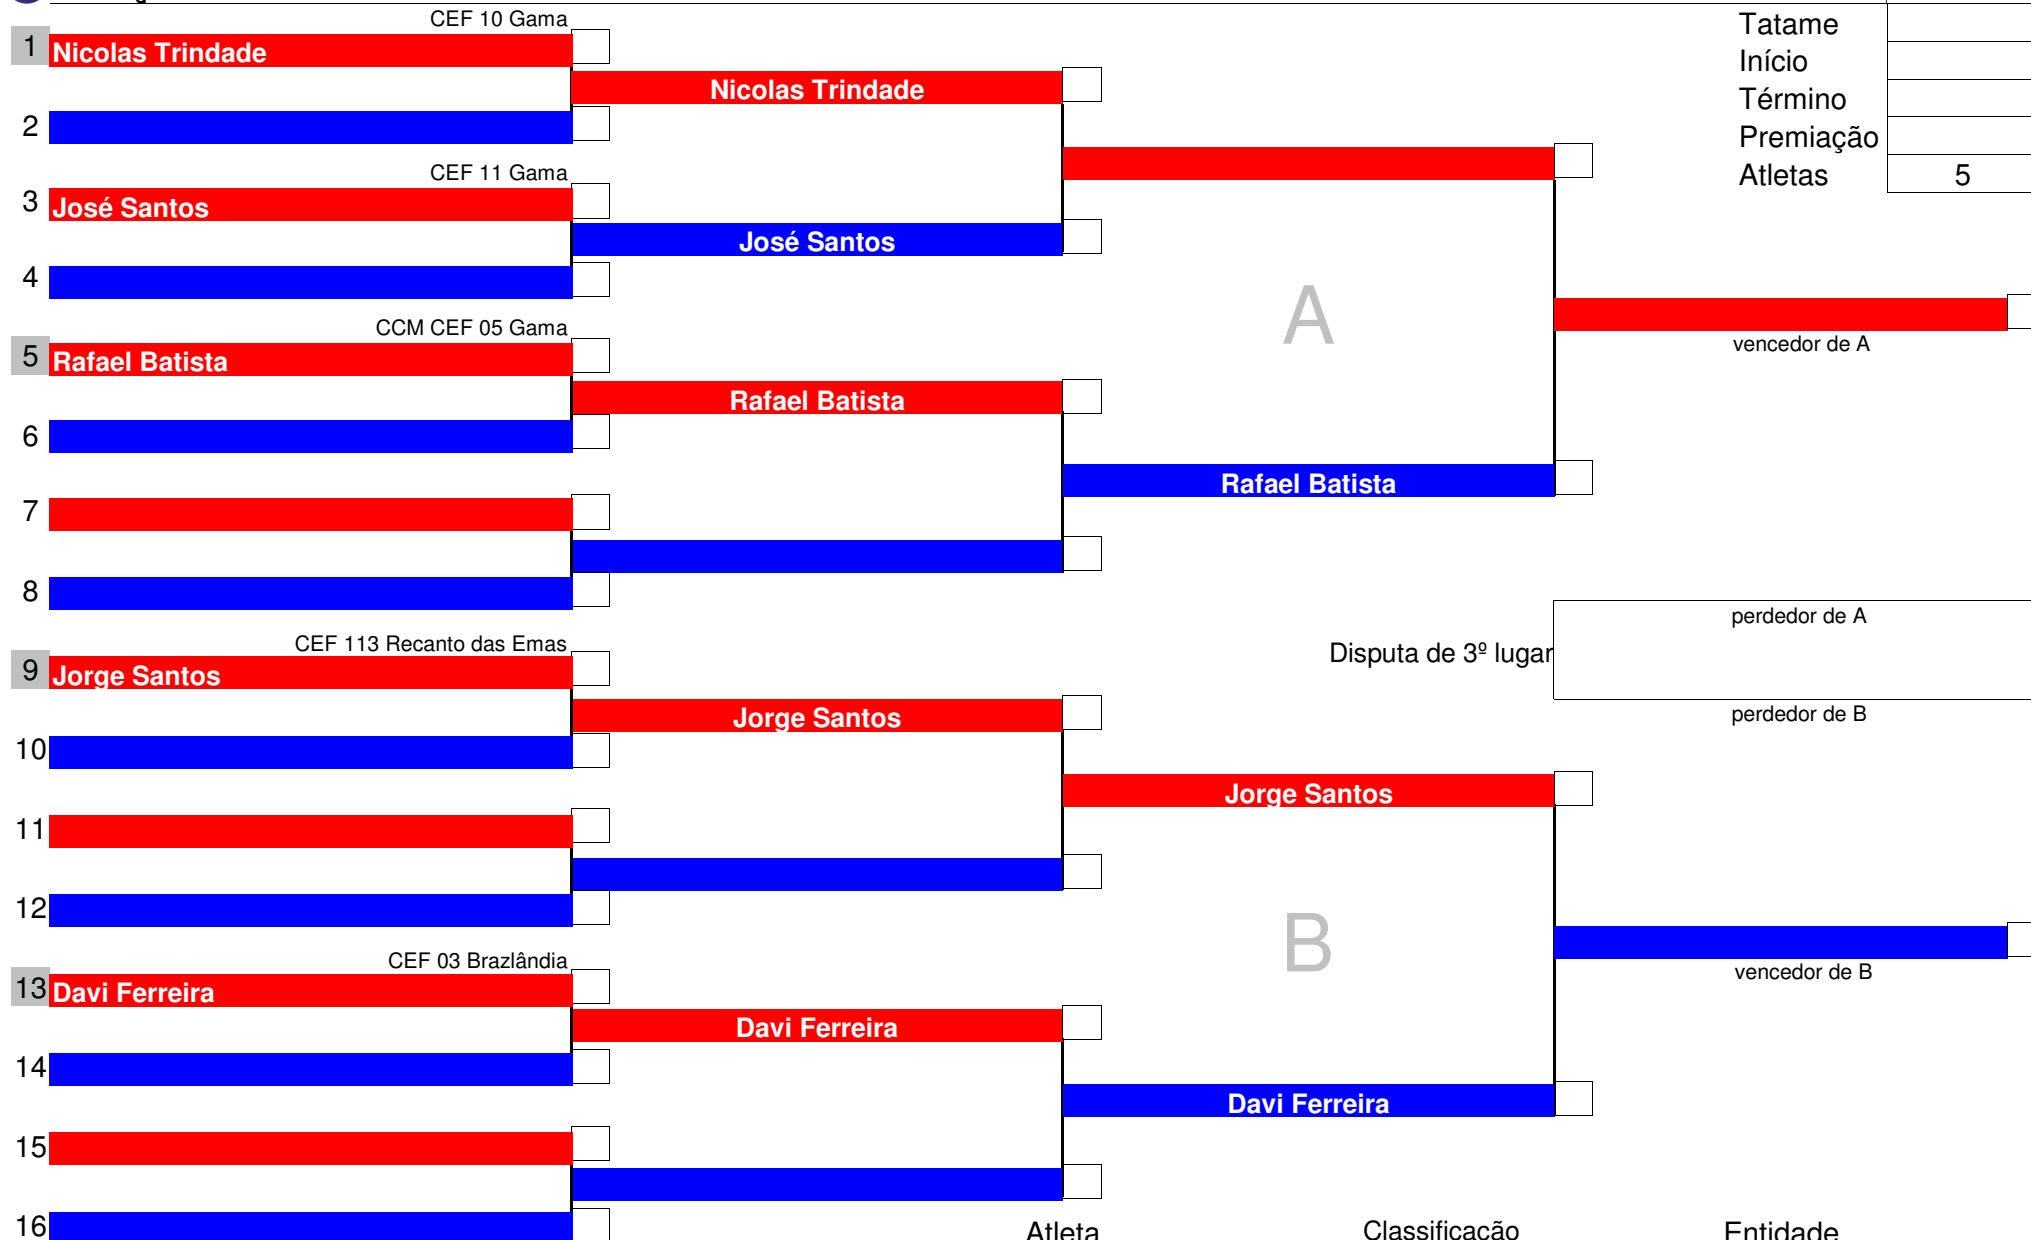 CEF 10 Gama
1 Nicolas Trindade
Nicolas Trindade
2
CEF 11 Gama
3 José Santos
José Santos
4
CCM CEF 05 Gama
5 Rafael Batista
Rafael Batista
6
7
8
CEF 113 Recanto das Emas
9 Jorge Santos
Jorge Santos
10
11
12
CEF 03 Brazlândia
13 Davi Ferreira
Davi Ferreira
14
15
16
A
Rafael Batista
Jorge Santos
B
Davi Ferreira
Tatame
Início
Término
Premiação
Atletas 5
vencedor de A
perdedor de A
Disputa de 3º lugar
perdedor de B
vencedor de B
Atleta Classificação Entidade